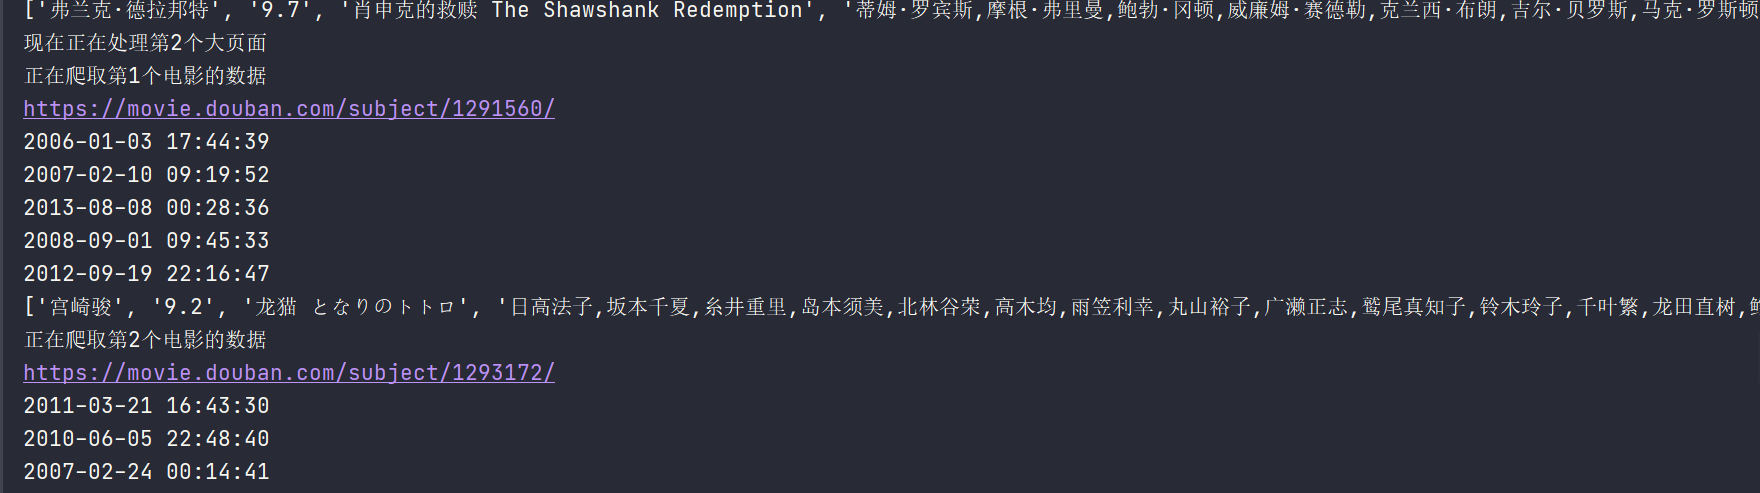 ['弗兰克·德拉邦特', '9.7', '肖申克的救赎 The Shawshank Redemption', '蒂姆·罗宾斯,摩根·弗里曼,鲍勃·冈顿,威廉姆·赛德勒,克兰西·布朗,吉尔·贝罗斯,马克·罗斯顿
现在正在处理第2个大页面
正在爬取第1个电影的数据
https://movie.douban.com/subject/1291560/
2006-01-03 17:44:39
2007-02-10 09:19:52
2013-08-08 00:28:36
2008-09-01 09:45:33
2012-09-19 22:16:47
['宫崎骏', '9.2', '龙猫 となりのトトロ', '日高法子,坂本千夏,糸井重里,岛本须美,北林谷荣,高木均,雨笠利幸,丸山裕子,广濑正志,鹫尾真知子,铃木玲子,千叶繁,龙田直树,
正在爬取第2个电影的数据
https://movie.douban.com/subject/1293172/
2011-03-21 16:43:30
2010-06-05 22:48:40
2007-02-24 00:14:41